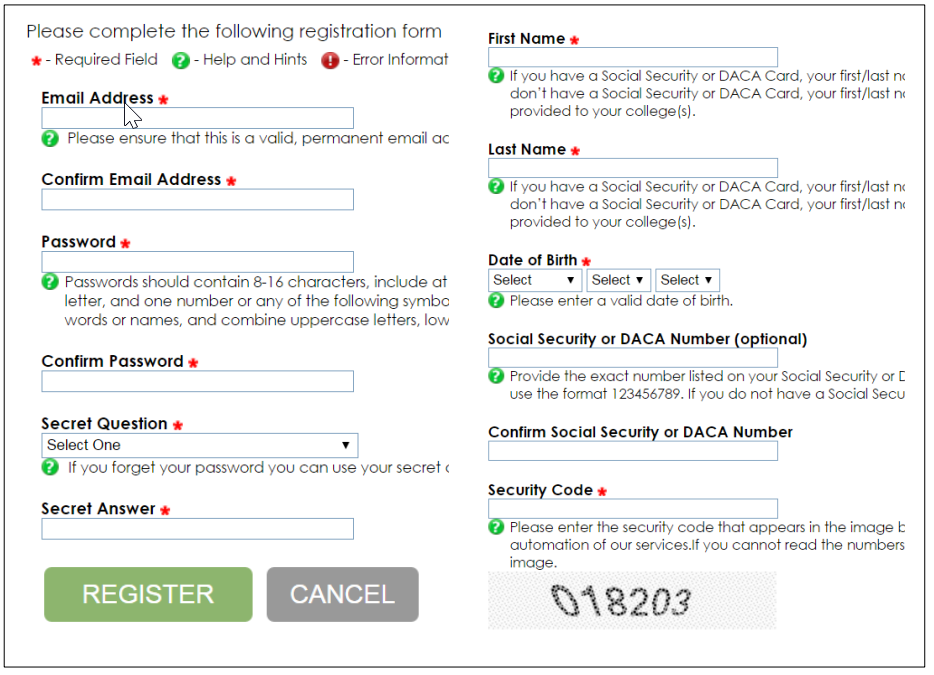 Please complete the following registration form
* - Required Field ? - Help and Hints ! - Error Informat
Email Address *
? Please ensure that this is a valid, permanent email
Confirm Email Address *
Password *
? Passwords should contain 8-16 characters, include at
letter, and one number or any of the following symbo
words or names, and combine uppercase letters, low
Confirm Password *
Secret Question *
Select One
? If you forget your password you can use your secret
Secret Answer *
REGISTER CANCEL
First Name *
? If you have a Social Security or DACA Card, your first/last
don't have a Social Security or DACA Card, your first/last
provided to your college(s).
Last Name *
? If you have a Social Security or DACA Card, your first/last
don't have a Social Security or DACA Card, your first/last
provided to your college(s).
Date of Birth *
Select Select Select
? Please enter a valid date of birth.
Social Security or DACA Number (optional)
? Provide the exact number listed on your Social Security or
use the format 123456789. If you do not have a Social Secu
Confirm Social Security or DACA Number
Security Code *
? Please enter the security code that appears in the image
automation of our services.If you cannot read the numbers
image.
018203